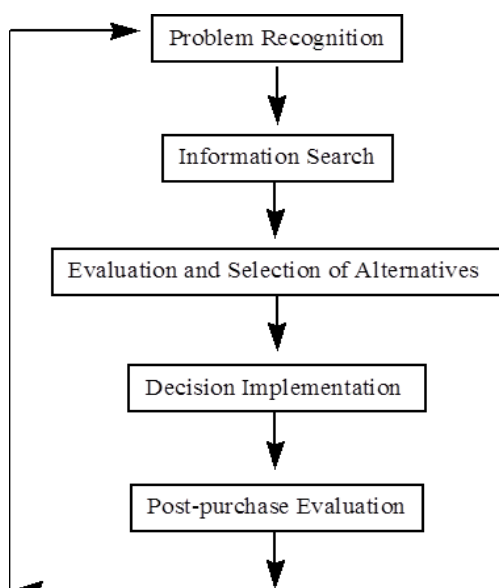 Problem Recognition
Information Search
Evaluation and Selection of Alternatives
Decision Implementation
Post-purchase Evaluation